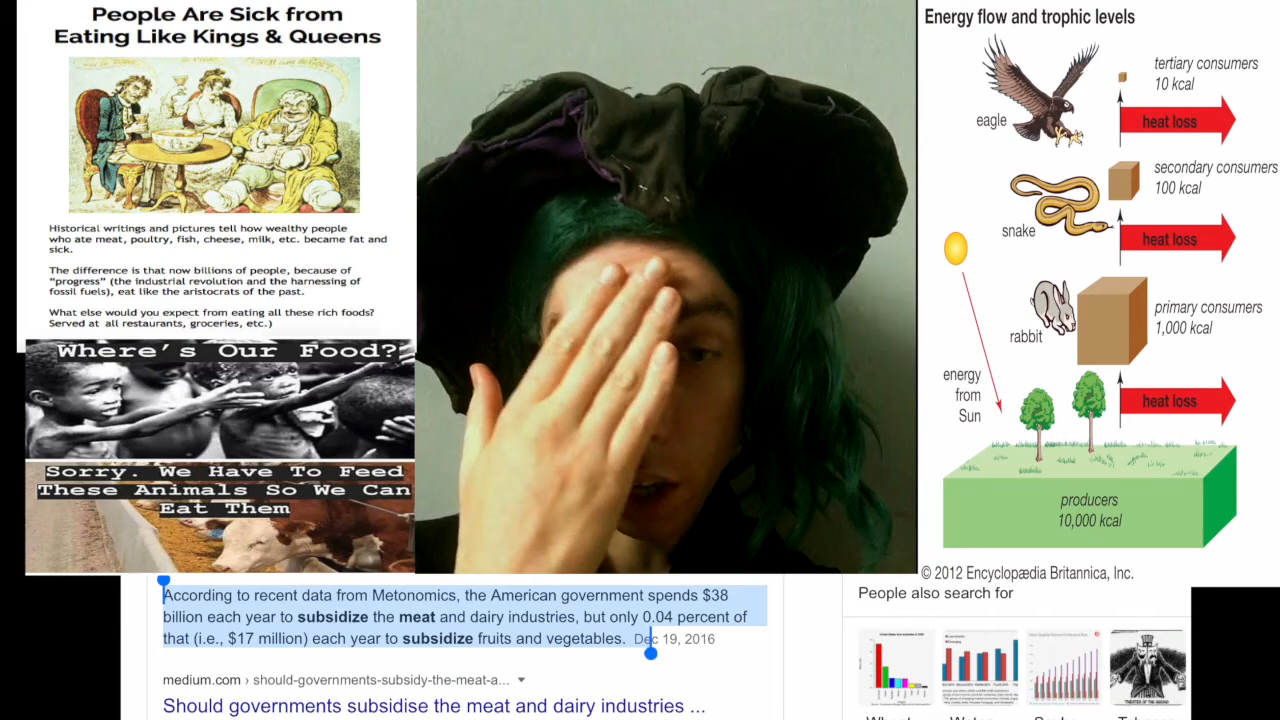 People Are Sick from
Eating Like Kings & Queens
Historical writings and pictures tell how wealthy people
who ate meat, poultry, fish, cheese, milk, etc. became fat and
sick.
The difference is that now billions of people, because of
"progress" (the industrial revolution and the harnessing of
fossil fuels), eat like the aristocrats of the past.
What else would you expect from eating all these rich foods?
Served at all restaurants, groceries, etc.)
Where's Our Food?
Sorry. We Have To Feed
These Animals So We Can
Eat Them
Energy flow and trophic levels
tertiary consumers
10 kcal
eagle
heat loss
secondary consumers
100 kcal
snake
heat loss
primary consumers
1,000 kcal
rabbit
energy
from
Sun
heat loss
producers
10,000 kcal
© 2012 Encyclopædia Britannica, Inc.
According to recent data from Metonomics, the American government spends $38
billion each year to subsidize the meat and dairy industries, but only 0.04 percent of
that (i.e., $17 million) each year to subsidize fruits and vegetables. Dec 19, 2016
medium.com › should-governments-subsidy-the-meat-a...
Should governments subsidise the meat and dairy industries ...
People also search for